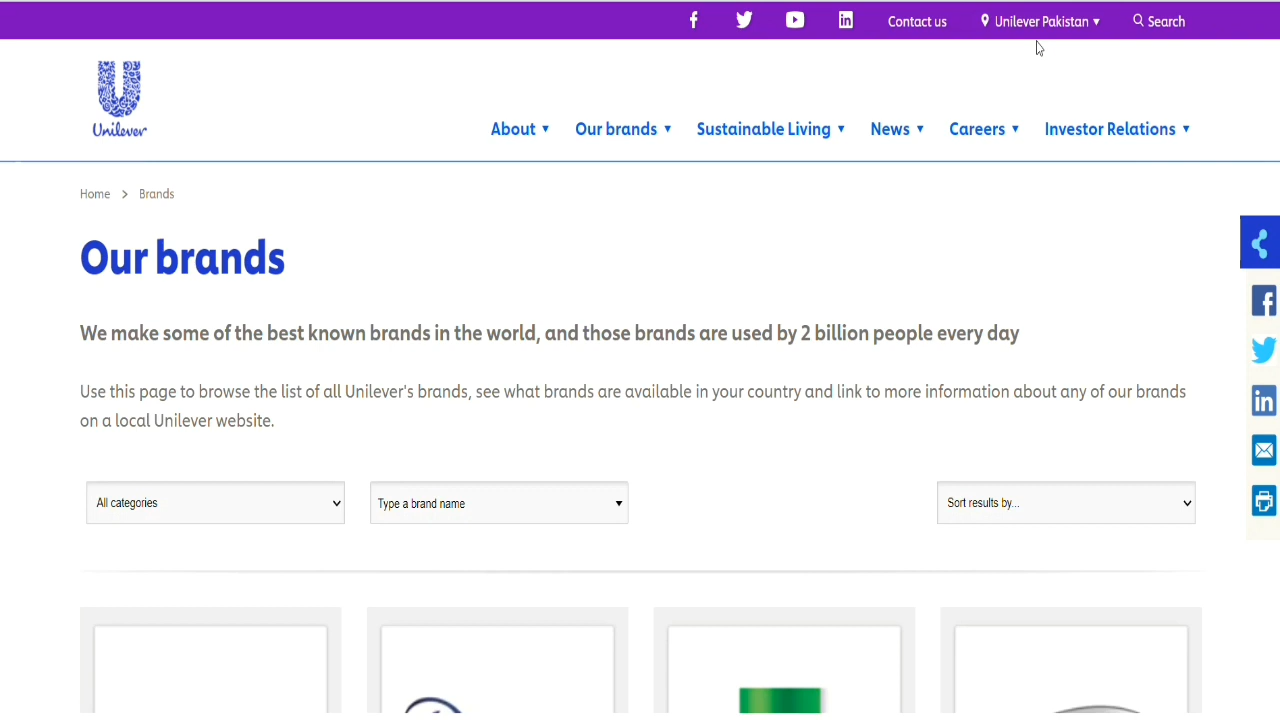 Contact us
Unilever Pakistan ▼
Search
Unilever
About ▼
Our brands ▼
Sustainable Living ▼
News ▼
Careers ▼
Investor Relations ▼
Home > Brands
Our brands
We make some of the best known brands in the world, and those brands are used by 2 billion people every day
Use this page to browse the list of all Unilever's brands, see what brands are available in your country and link to more information about any of our brands
on a local Unilever website.
All categories
Type a brand name
Sort results by...